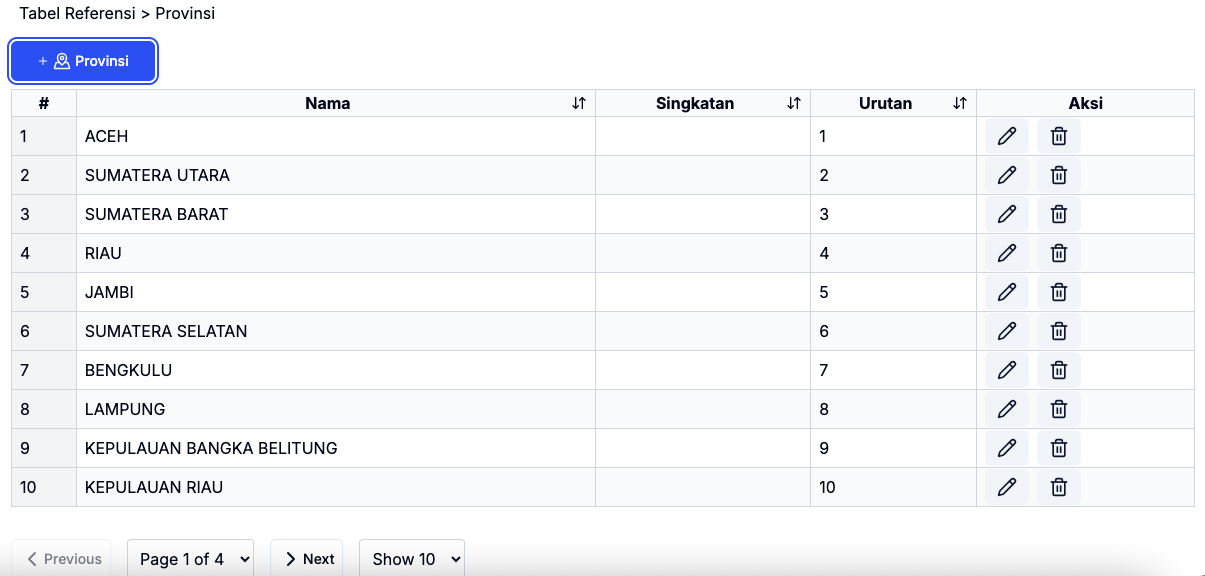 Tabel Referensi > Provinsi
+ Provinsi
# Nama Singkatan Urutan Aksi
1 ACEH 1
2 SUMATERA UTARA 2
3 SUMATERA BARAT 3
4 RIAU 4
5 JAMBI 5
6 SUMATERA SELATAN 6
7 BENGKULU 7
8 LAMPUNG 8
9 KEPULAUAN BANGKA BELITUNG 9
10 KEPULAUAN RIAU 10
Previous Page 1 of 4 Next Show 10